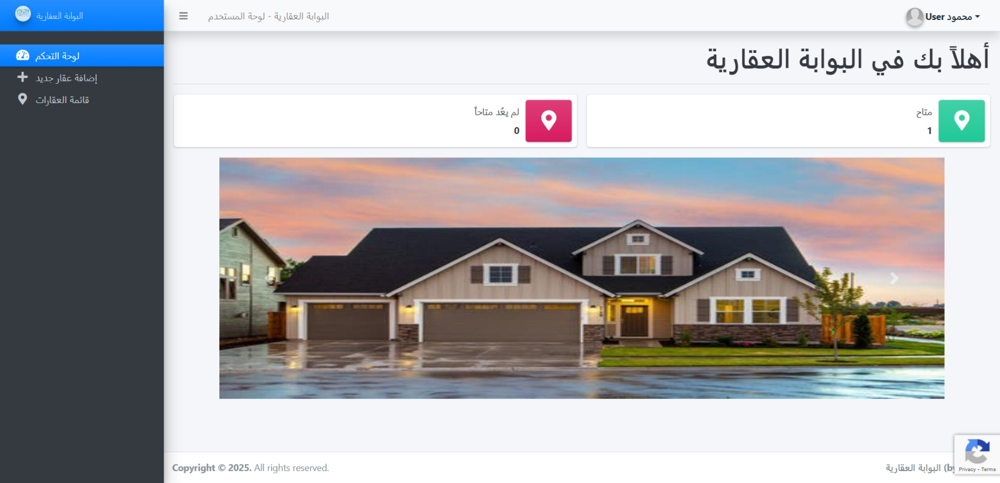 البوابة العقارية
البوابة العقارية - لوحة المستخدم
محمود User
لوحة التحكم
إضافة عقار جديد
قائمة العقارات
أهلاً بك في البوابة العقارية
متاح
1
لم يعُد متاحاً
0
Copyright © 2025. All rights reserved.
البوابة العقارية (by
Privacy - Terms